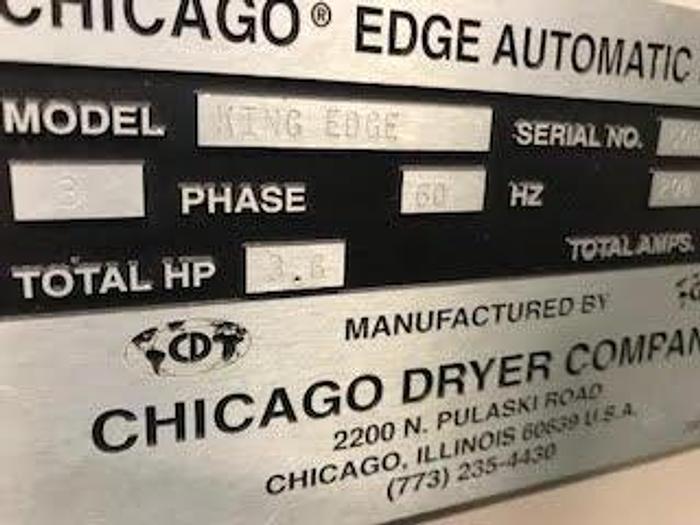 CHICAGO® EDGE AUTOMATIC
MODEL KING EDGE SERIAL NO.
3 PHASE 60 HZ
TOTAL HP 3.6 TOTAL AMPS.
MANUFACTURED BY
CDT
CHICAGO DRYER COMPAN
2200 N. PULASKI ROAD
CHICAGO, ILLINOIS 60639 U.S.A.
(773) 235-4430